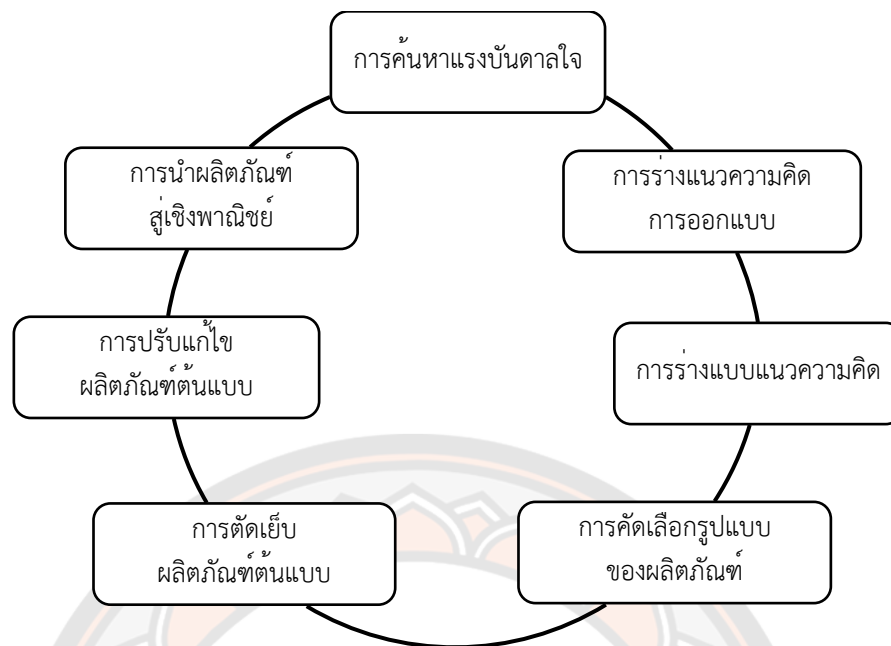 การค้นหาแรงบันดาลใจ
การร่างแนวความคิด
การออกแบบ
การร่างแบบแนวความคิด
การคัดเลือกรูปแบบ
ของผลิตภัณฑ์
การตัดเย็บ
ผลิตภัณฑ์ต้นแบบ
การปรับแก้ไข
ผลิตภัณฑ์ต้นแบบ
การนำผลิตภัณฑ์
สู่เชิงพาณิชย์